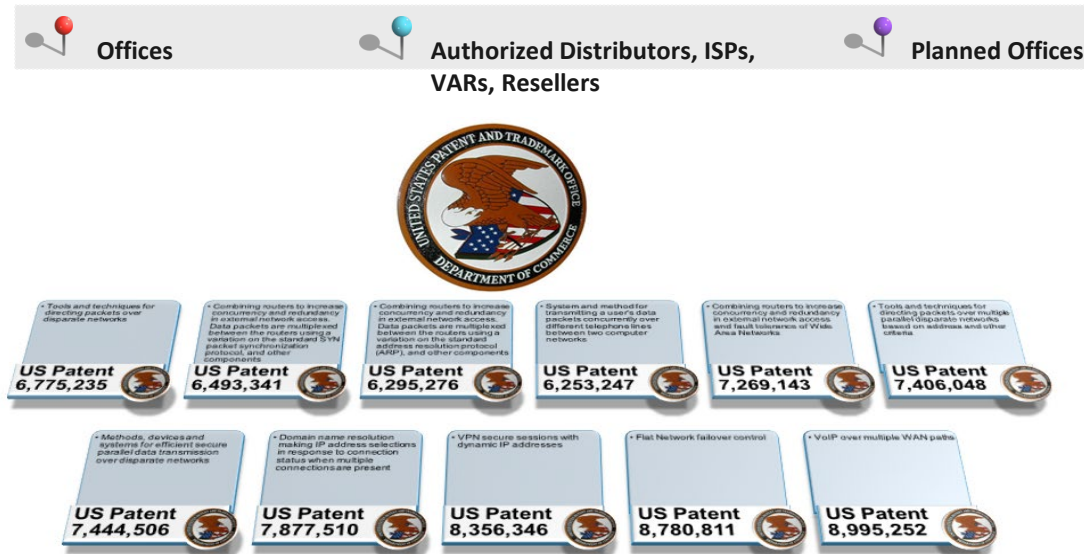 Offices
Authorized Distributors, ISPs,
VARs, Resellers
Planned Offices
UNITED STATES PATENT AND TRADEMARK OFFICE
DEPARTMENT OF COMMERCE
• Tools and techniques for
directing packets over
disparate networks
US Patent
6,775,235
• Combining routers to increase
concurrency and redundancy
in external network access.
Data packets are multiplexed
between the routers using a
variation on the standard SYN
packet synchronization
protocol, and other
components
US Patent
6,493,341
• Combining routers to increase
concurrency and redundancy
in external network access.
Data packets are multiplexed
between the routers using a
variation on the standard
address resolution protocol
(ARP), and other components
US Patent
6,295,276
• System and method for
transmitting a user's data
packets concurrently over
different telephone lines
between two computer
networks
US Patent
6,253,247
• Combining routers to increase
concurrency and redundancy
in external network access
and fault tolerance of Wide
Area Networks
US Patent
7,269,143
• Tools and techniques for
directing packets over multiple
parallel disparate networks
based on address and other
criteria
US Patent
7,406,048
• Methods, devices and
systems for efficient secure
parallel data transmission
over disparate networks
US Patent
7,444,506
• Domain name resolution
making IP address selections
in response to connection
status when multiple
connections are present
US Patent
7,877,510
• VPN secure sessions with
dynamic IP addresses
US Patent
8,356,346
• Flat Network failover control
US Patent
8,780,811
• VoIP over multiple WAN paths
US Patent
8,995,252